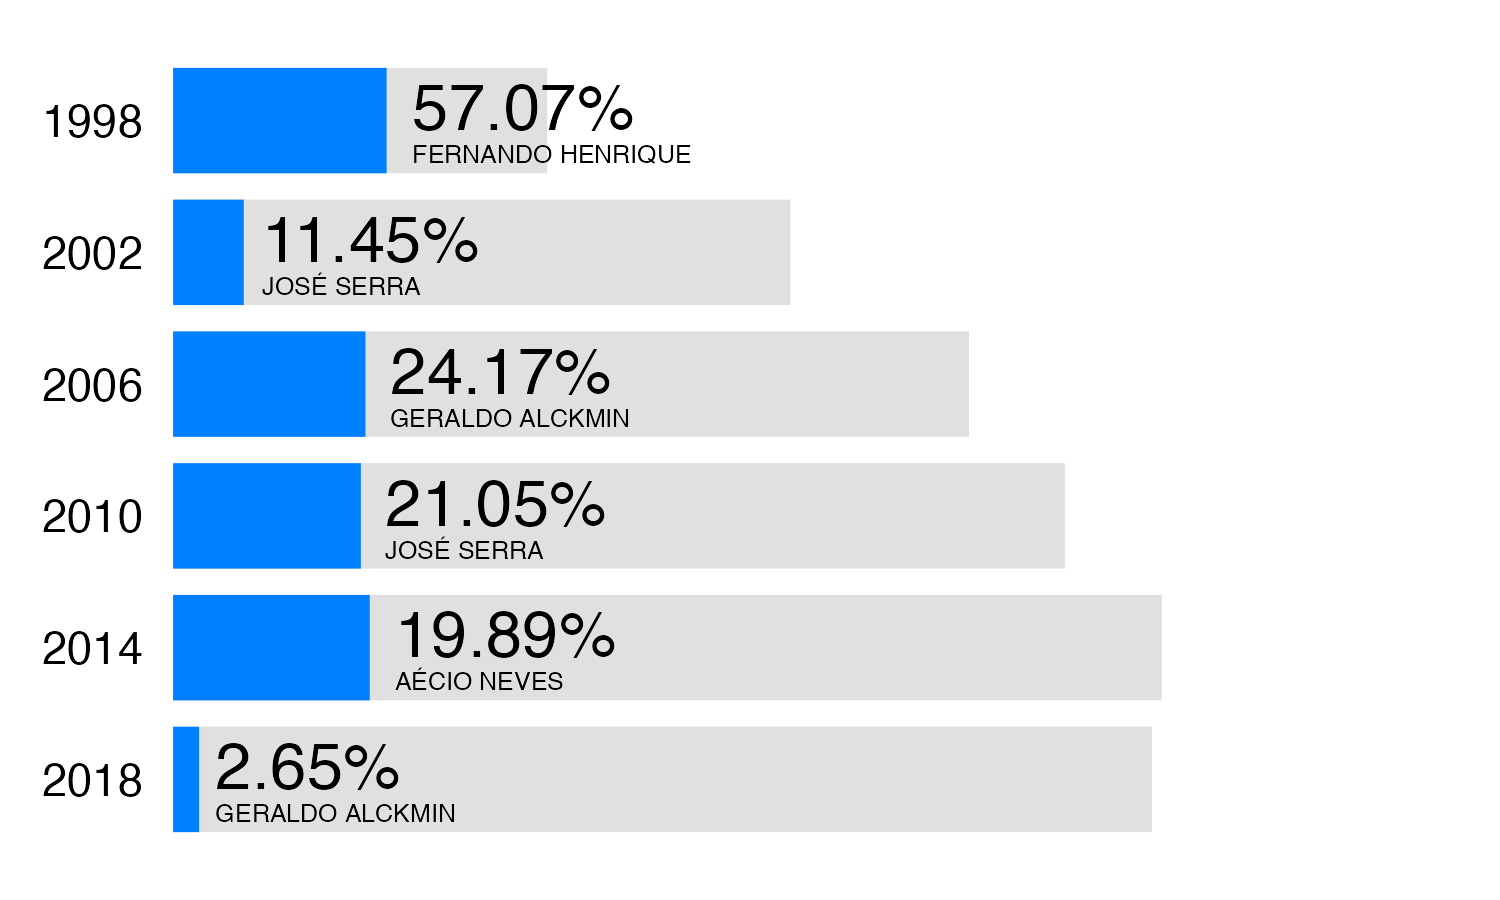 1998
57.07%
FERNANDO HENRIQUE
2002
11.45%
JOSÉ SERRA
2006
24.17%
GERALDO ALCKMIN
2010
21.05%
JOSÉ SERRA
2014
19.89%
AÉCIO NEVES
2018
2.65%
GERALDO ALCKMIN